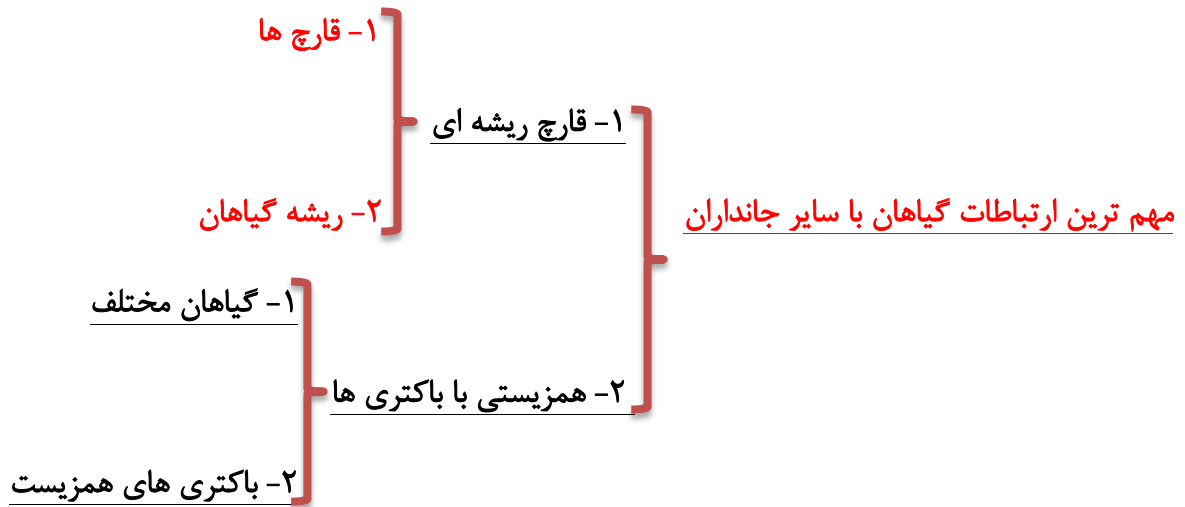 مهم ترین ارتباطات گیاهان با سایر جانداران
۱- قارچ ریشه ای
۱- قارچ ها
۲- ریشه گیاهان
۲- همزیستی با باکتری ها
۱- گیاهان مختلف
۲- باکتری های همزیست